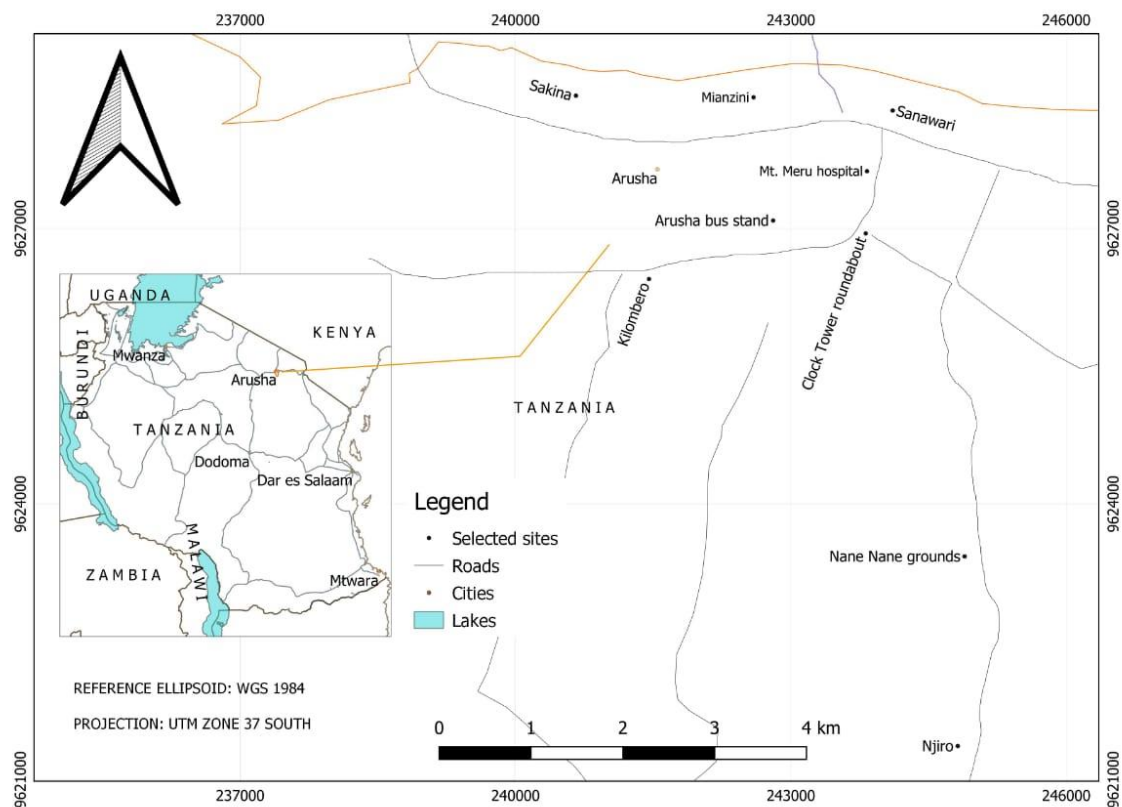 237000
240000
243000
246000
Sakina
Mianzini
Sanawari
Arusha
Mt. Meru hospital
Arusha bus stand
9627000
9627000
Kilombero
Clock Tower roundabout
UGANDA
KENYA
BURUNDI
Mwanza
Arusha
TANZANIA
TANZANIA
Dodoma
Dar es Salaam
9624000
9624000
MALAWI
ZAMBIA
Mtwara
Legend
Selected sites
Roads
Cities
Lakes
Nane Nane grounds
REFERENCE ELLIPSOID: WGS 1984
PROJECTION: UTM ZONE 37 SOUTH
0 1 2 3 4 km
Njiro
9621000
9621000
237000
240000
243000
246000